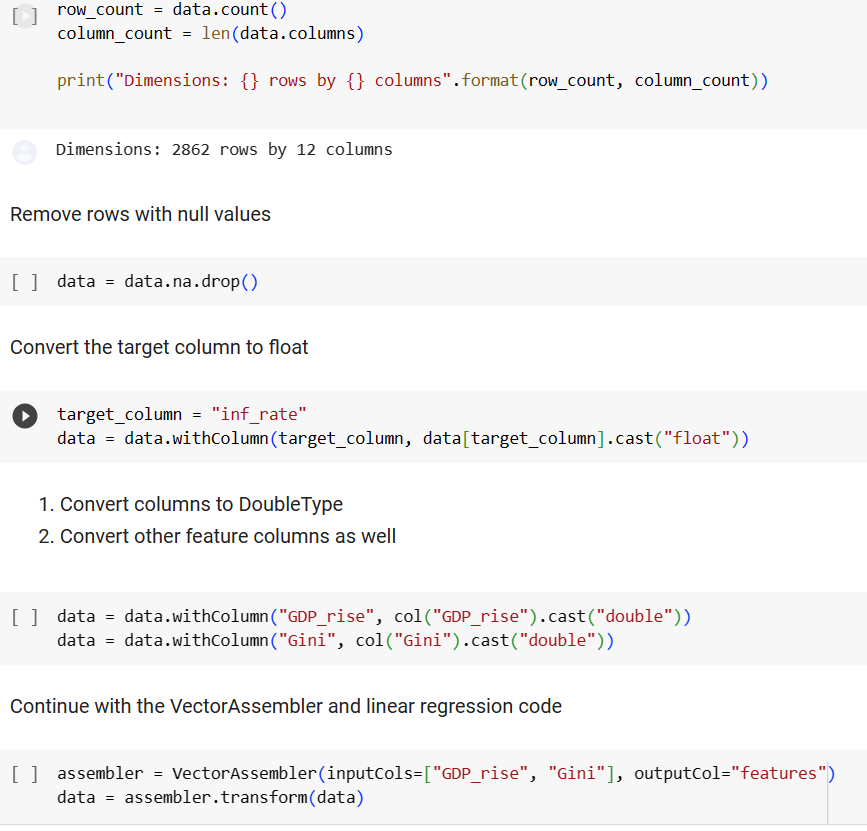 [ ] row_count = data.count()
column_count = len(data.columns)
print("Dimensions: {} rows by {} columns".format(row_count, column_count))
Dimensions: 2862 rows by 12 columns
Remove rows with null values
[ ] data = data.na.drop()
Convert the target column to float
target_column = "inf_rate"
data = data.withColumn(target_column, data[target_column].cast("float"))
1. Convert columns to DoubleType
2. Convert other feature columns as well
[ ] data = data.withColumn("GDP_rise", col("GDP_rise").cast("double"))
data = data.withColumn("Gini", col("Gini").cast("double"))
Continue with the VectorAssembler and linear regression code
[ ] assembler = VectorAssembler(inputCols=["GDP_rise", "Gini"], outputCol="features")
data = assembler.transform(data)